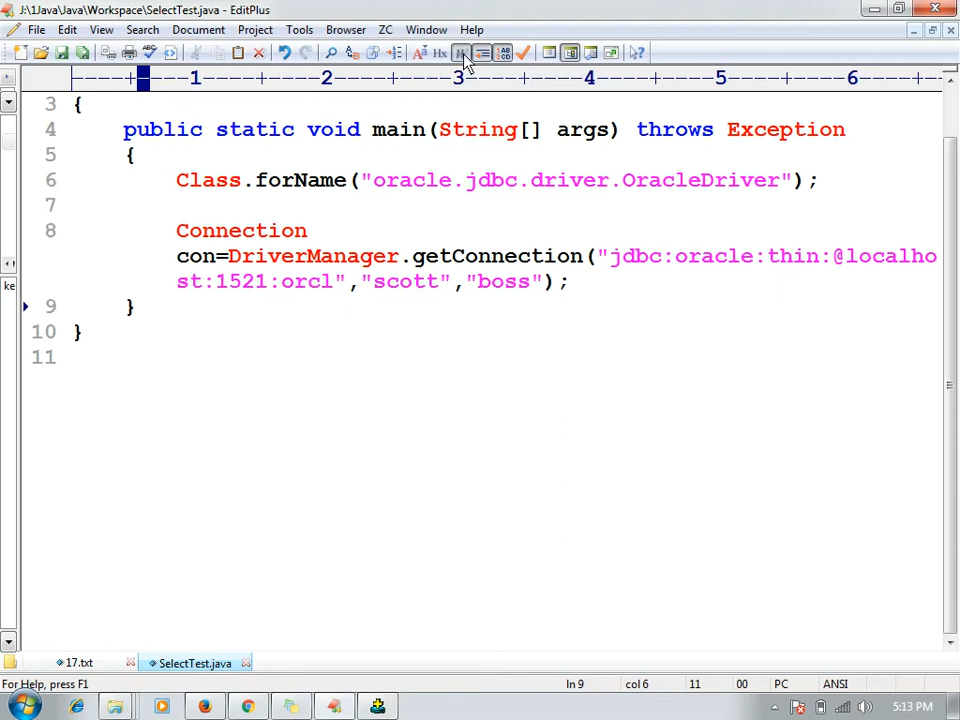 J:\1Java\Java\Workspace\SelectTest.java - EditPlus
File Edit View Search Document Project Tools Browser ZC Window Help
----+----1----+----2----+----3----+----4----+----5----+----6----+--
3 {
4 public static void main(String[] args) throws Exception
5 {
6 Class.forName("oracle.jdbc.driver.OracleDriver");
7
8 Connection
con=DriverManager.getConnection("jdbc:oracle:thin:@localho
st:1521:orcl","scott","boss");
9 }
10 }
11
ke
17.txt SelectTest.java
For Help, press F1 ln 9 col 6 11 00 PC ANSI
5:13 PM